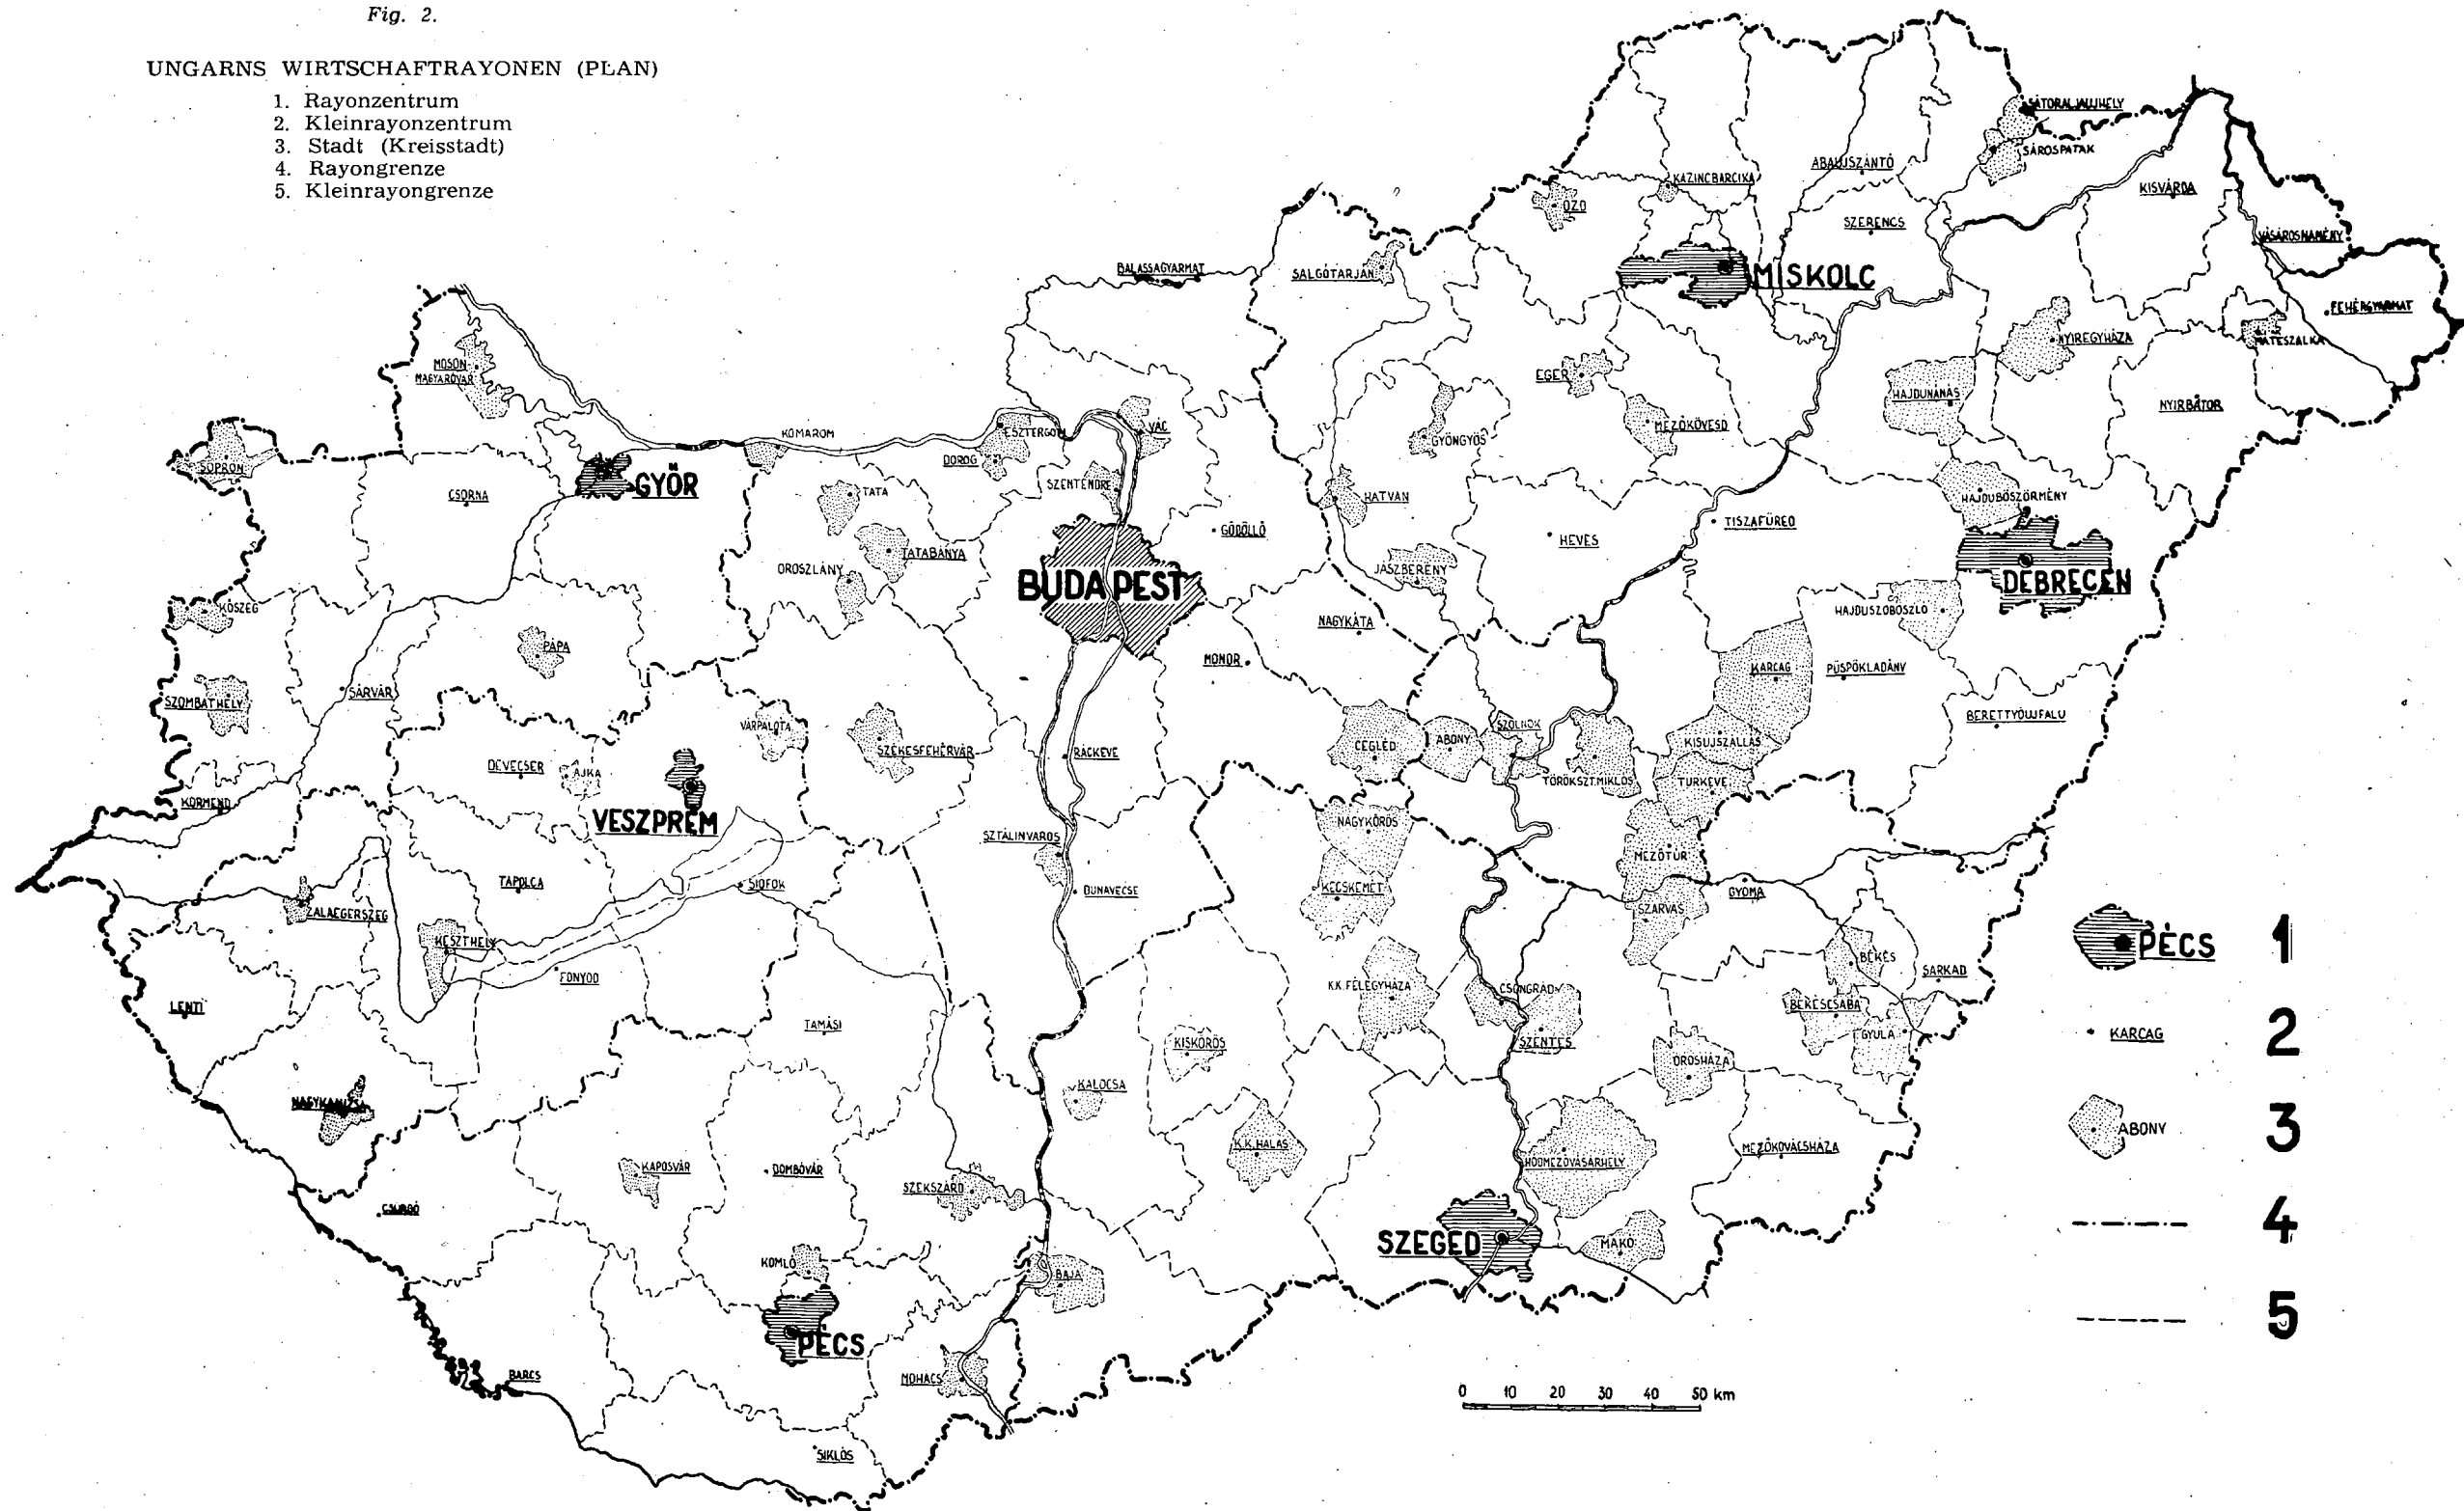 Fig. 2.
UNGARNS WIRTSCHAFTRAYONEN (PLAN)
1. Rayonzentrum
2. Kleinrayonzentrum
3. Stadt (Kreisstadt)
4. Rayongrenze
5. Kleinrayongrenze
SÁTORALJAUJHELY
SÁROSPATAK
ABAUJSZÁNTÓ
KAZINCBARCIKA
KISVÁRDA
ÓZD
SZERENCS
VÁSÁROSNAMÉNY
BALASSAGYARMAT
SALGÓTARJÁN
MISKOLC
FEHÉRGYARMAT
NYIREGYHÁZA
MÁTÉSZALKA
MOSON
MAGYARÓVÁR
EGER
HAJDUNÁNÁS
NYIRBÁTOR
MEZŐKÖVESD
GYÖNGYÖS
KOMÁROM
ESZTERGOM
VÁC
DOROG
SOPRON
SZENTENDRE
GYŐR
CSORNA
TATA
HATVAN
HAJDUBÖSZÖRMÉNY
GÖDÖLLŐ
TISZAFÜRED
HEVES
TATABÁNYA
OROSZLÁNY
JÁSZBERÉNY
BUDAPEST
DEBRECEN
KŐSZEG
HAJDUSZOBOSZLÓ
NAGYKÁTA
PÁPA
MONOR
KARCAG
PÜSPÖKLADÁNY
SÁRVÁR
SZOMBATHELY
BERETTYÓUJFALU
VÁRPALOTA
SZÉKESFEHÉRVÁR
RÁCKEVE
CEGLÉD
ABONY
SZOLNOK
KISUJSZÁLLÁS
DEVECSER
AJKA
TÖRÖKSZT.MIKLÓS
TURKEVE
KÖRMEND
VESZPRÉM
NAGYKŐRÖS
SZTÁLINVÁROS
MEZŐTUR
TAPOLCA
SIÓFOK
DUNAVECSE
KECSKEMÉT
GYOMA
ZALAEGERSZEG
SZARVAS
KESZTHELY
PÉCS 1
BÉKÉS
SARKAD
FONYÓD
K.K.FÉLEGYHÁZA
CSONGRÁD
LENTI
BÉKÉSCSABA
TAMÁSI
GYULA
KARCAG 2
KISKŐRÖS
SZENTES
OROSHÁZA
KALOCSA
NAGYKANIZSA
ABONY 3
K.K.HALAS
MEZŐKOVÁCSHÁZA
KAPOSVÁR
DOMBÓVÁR
HÓDMEZŐVÁSÁRHELY
SZEKSZÁRD
CSURGÓ
4
SZEGED
MAKÓ
KOMLÓ
BAJA
5
PÉCS
BARCS
MOHÁCS
0 10 20 30 40 50 km
SIKLÓS